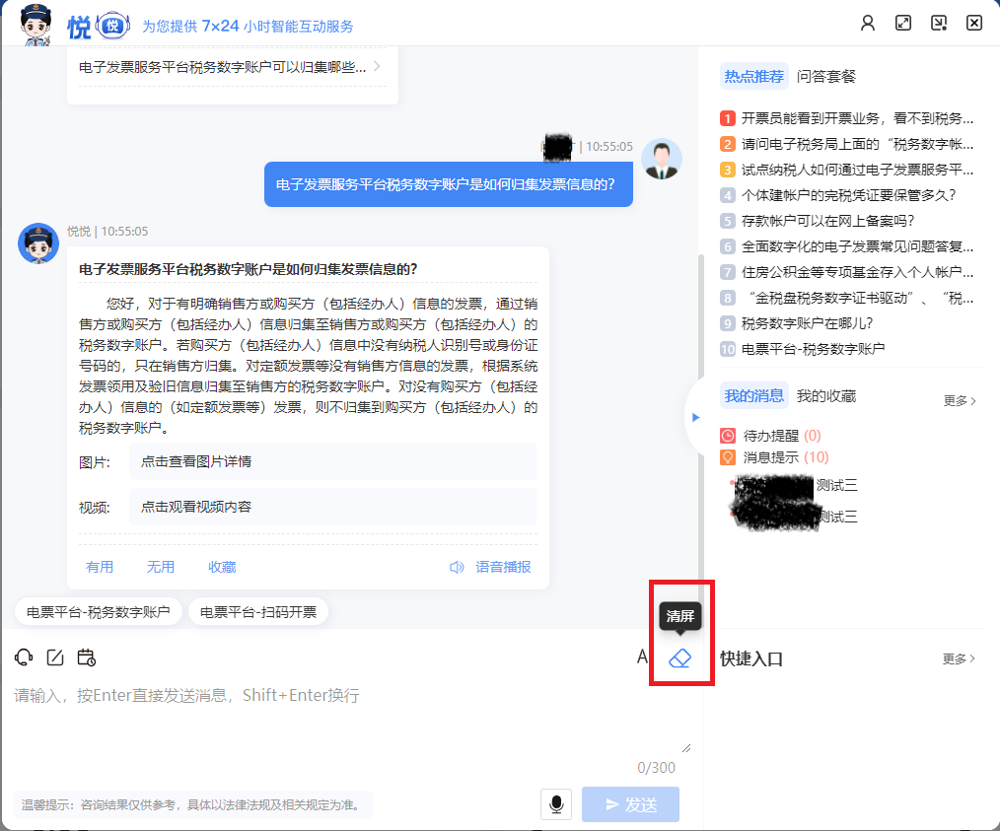 悦 悦 为您提供 7×24 小时智能互动服务
电子发票服务平台税务数字账户可以归集哪些...
| 10:55:05
电子发票服务平台税务数字账户是如何归集发票信息的?
悦悦 | 10:55:05
电子发票服务平台税务数字账户是如何归集发票信息的?
您好，对于有明确销售方或购买方（包括经办人）信息的发票，通过销
售方或购买方（包括经办人）信息归集至销售方或购买方（包括经办人）的
税务数字账户。若购买方（包括经办人）信息中没有纳税人识别号或身份证
号码的，只在销售方归集。对定额发票等没有销售方信息的发票，根据系统
发票领用及验旧信息归集至销售方的税务数字账户。对没有购买方（包括经
办人）信息的（如定额发票等）发票，则不归集到购买方（包括经办人）的
税务数字账户。
图片: 点击查看图片详情
视频: 点击观看视频内容
有用 无用 收藏 语音播报
电票平台-税务数字账户 电票平台-扫码开票
清屏
A
请输入，按Enter直接发送消息，Shift+Enter换行
0/300
温馨提示：咨询结果仅供参考，具体以法律法规及相关规定为准。
发送
热点推荐 问答套餐
1 开票员能看到开票业务，看不到税务...
2 请问电子税务局上面的“税务数字帐...
3 试点纳税人如何通过电子发票服务平...
4 个体建帐户的完税凭证要保管多久?
5 存款帐户可以在网上备案吗?
6 全面数字化的电子发票常见问题答复...
7 住房公积金等专项基金存入个人帐户...
8 “金税盘税务数字证书驱动”、“税...
9 税务数字账户在哪儿?
10 电票平台-税务数字账户
我的消息 我的收藏 更多
待办提醒 (0)
消息提示 (10)
测试三
测试三
快捷入口 更多